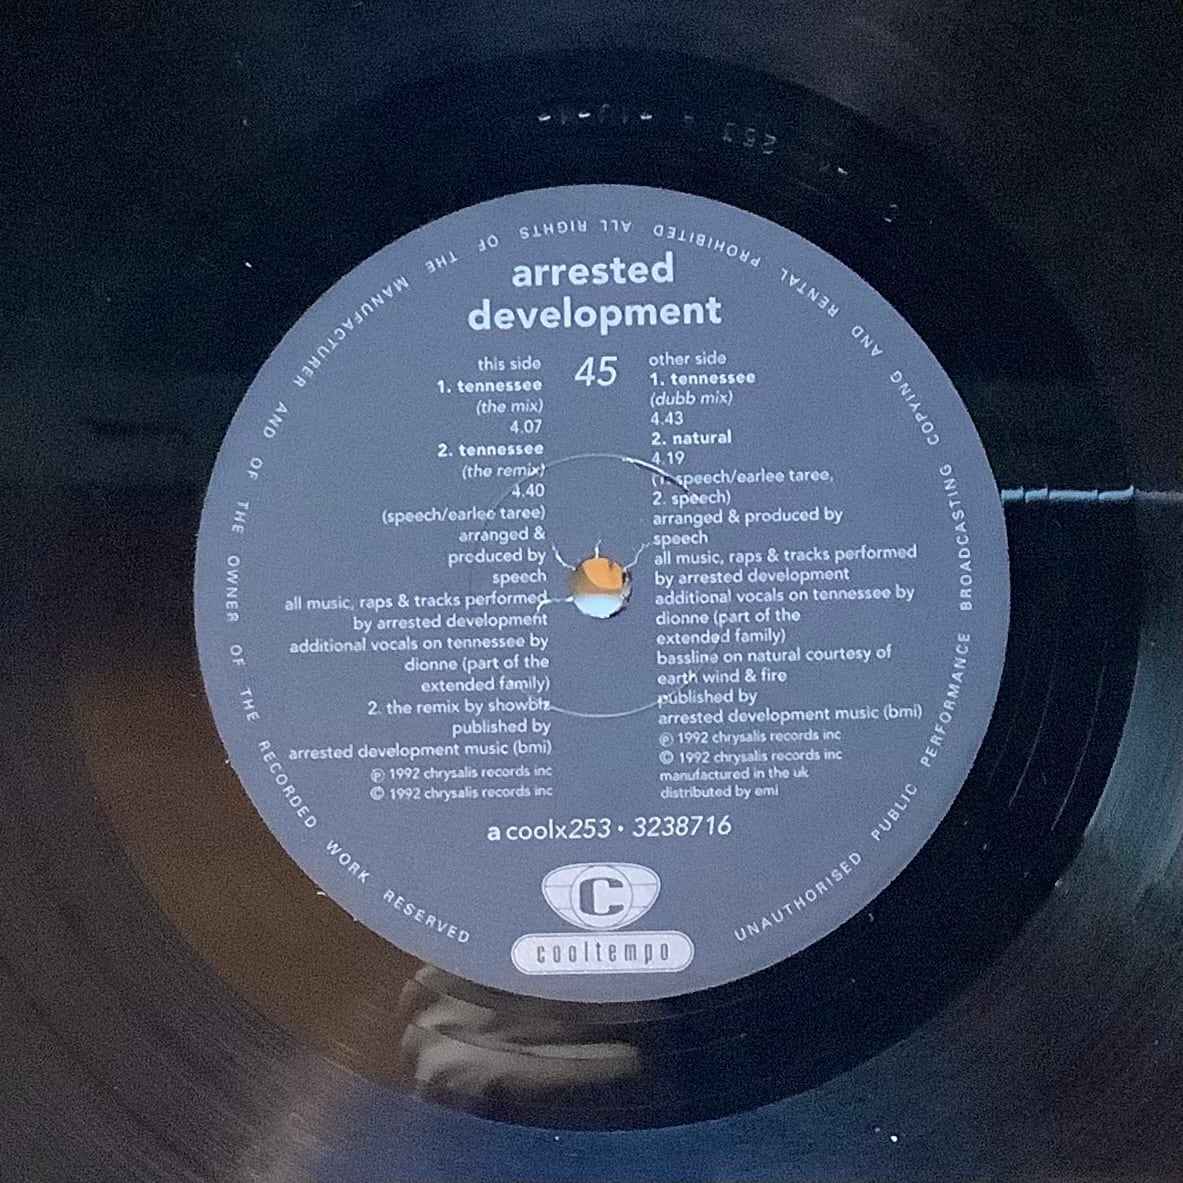 arrested
development
45
this side
1. tennessee
(the mix)
4.07
2. tennessee
(the remix)
4.40
(speech/earlee taree)
arranged &
produced by
speech
all music, raps & tracks performed
by arrested development
additional vocals on tennessee by
dionne (part of the
extended family)
2. the remix by showbiz
published by
arrested development music (bmi)
℗ 1992 chrysalis records inc
© 1992 chrysalis records inc
other side
1. tennessee
(dubb mix)
4.43
2. natural
4.19
(1. speech/earlee taree,
2. speech)
arranged & produced by
speech
all music, raps & tracks performed
by arrested development
additional vocals on tennessee by
dionne (part of the
extended family)
bassline on natural courtesy of
earth wind & fire
published by
arrested development music (bmi)
℗ 1992 chrysalis records inc
© 1992 chrysalis records inc
manufactured in the uk
distributed by emi
a coolx253 • 3238716
C
cooltempo
UNAUTHORISED PUBLIC PERFORMANCE BROADCASTING COPYING AND RENTAL PROHIBITED ALL RIGHTS OF THE MANUFACTURER AND OF THE OWNER OF THE RECORDED WORK RESERVED
253